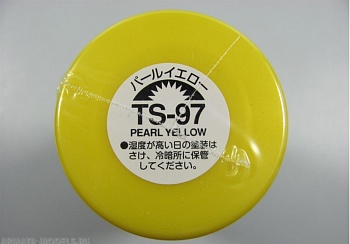 パールイエロー
TS-97
PEARL YELLOW
●湿度が高い日の塗装は
さけ、冷暗所に保管
してください。